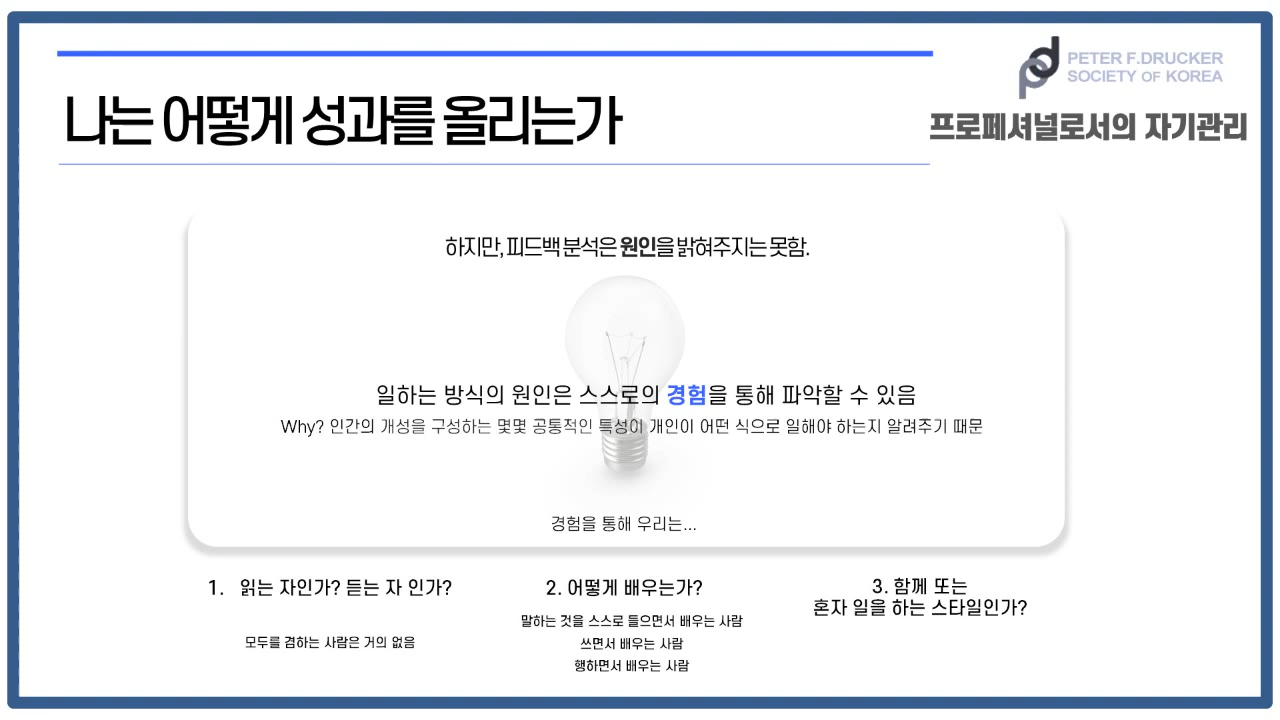 PETER F.DRUCKER
SOCIETY OF KOREA
나는 어떻게 성과를 올리는가
프로페셔널로서의 자기관리
하지만, 피드백 분석은 원인을 밝혀주지는 못함.
일하는 방식의 원인은 스스로의 경험을 통해 파악할 수 있음
Why? 인간의 개성을 구성하는 몇몇 공통적인 특성이 개인이 어떤 식으로 일해야 하는지 알려주기 때문
경험을 통해 우리는...
1. 읽는 자인가? 듣는 자 인가?
모두를 겸하는 사람은 거의 없음
2. 어떻게 배우는가?
말하는 것을 스스로 들으면서 배우는 사람
쓰면서 배우는 사람
행하면서 배우는 사람
3. 함께 또는
혼자 일을 하는 스타일인가?